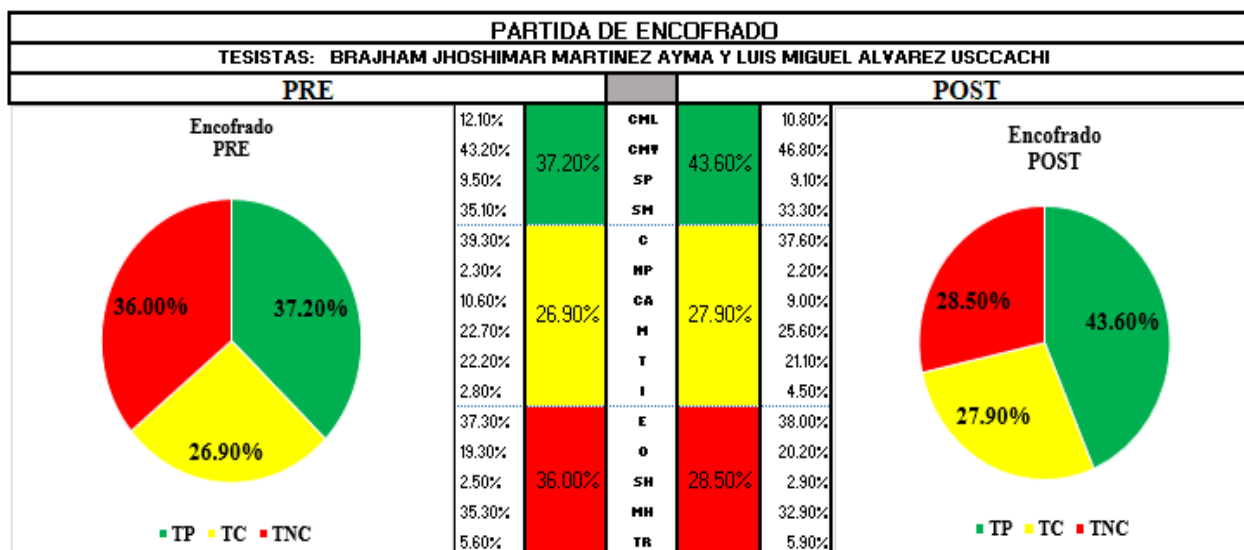 PARTIDA DE ENCOFRADO
TESISTAS: BRAJHAM JHOSHIMAR MARTINEZ AYMA Y LUIS MIGUEL ALVAREZ USCCACHI
PRE POST
Encofrado
PRE
36.00% 37.20%
26.90%
TP TC TNC
12.10% CML 10.80%
43.20% CMV 46.80%
37.20% 43.60%
9.50% SP 9.10%
35.10% SM 33.30%
39.30% C 37.60%
2.30% NP 2.20%
10.60% CA 9.00%
26.90% 27.90%
22.70% M 25.60%
22.20% T 21.10%
2.80% I 4.50%
37.30% E 38.00%
19.30% O 20.20%
2.50% 36.00% SH 28.50% 2.90%
35.30% MH 32.90%
5.60% TR 5.90%
Encofrado
POST
28.50% 43.60%
27.90%
TP TC TNC